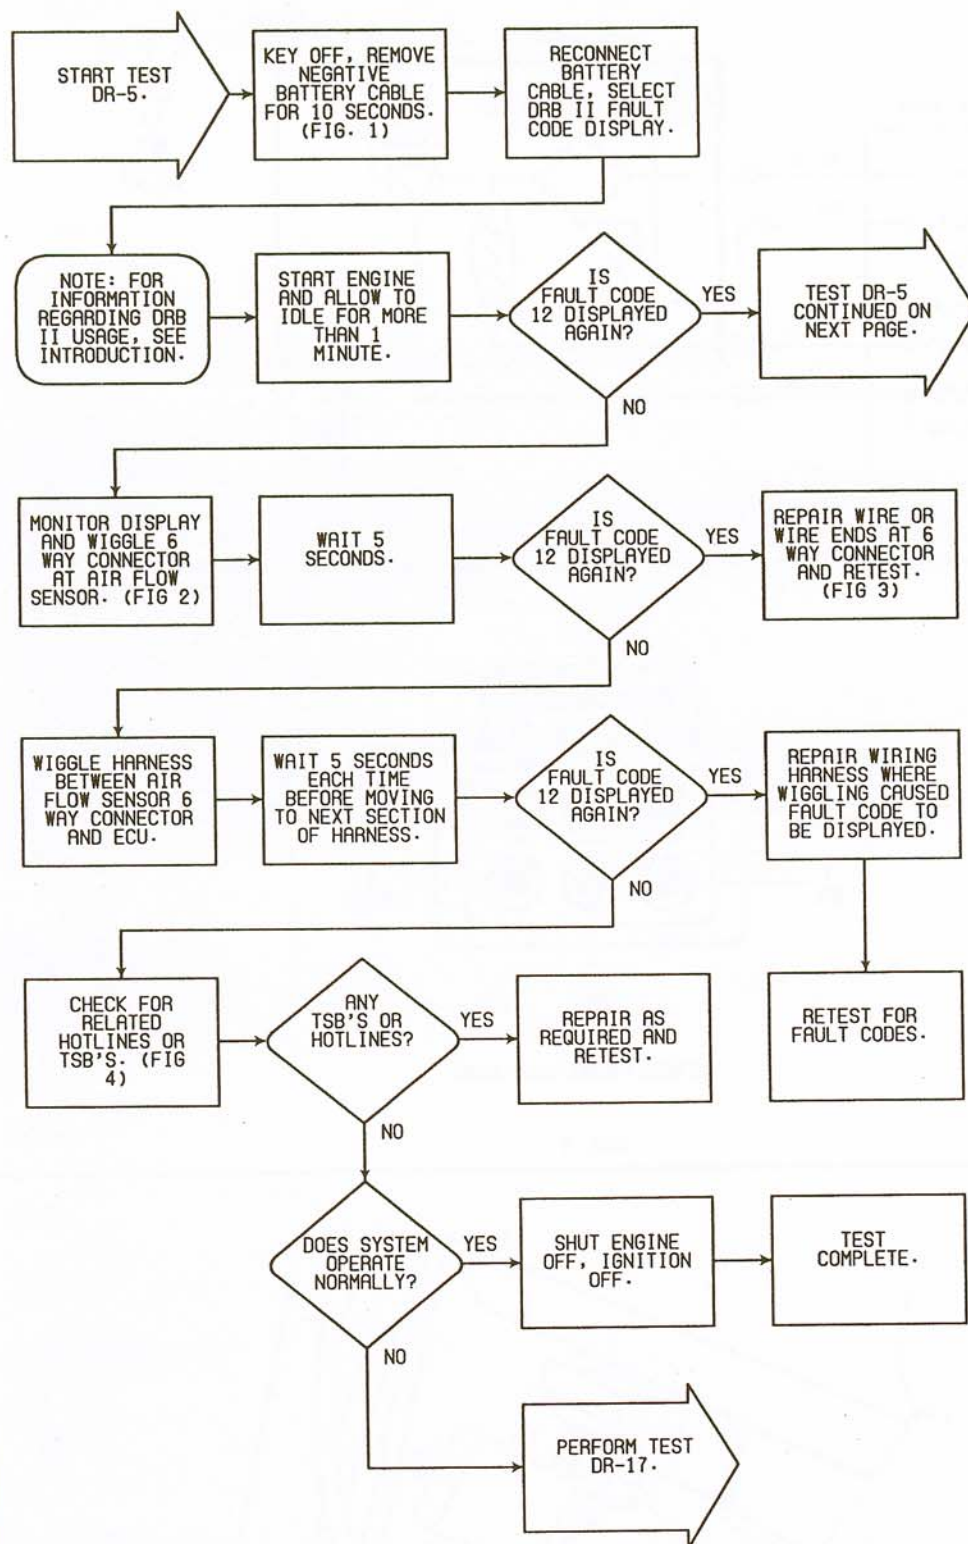 START TEST
DR-5.
KEY OFF, REMOVE
NEGATIVE
BATTERY CABLE
FOR 10 SECONDS.
(FIG. 1)
RECONNECT
BATTERY
CABLE, SELECT
DRB II FAULT
CODE DISPLAY.
NOTE: FOR
INFORMATION
REGARDING DRB
II USAGE, SEE
INTRODUCTION.
START ENGINE
AND ALLOW TO
IDLE FOR MORE
THAN 1
MINUTE.
IS
FAULT CODE
12 DISPLAYED
AGAIN?
YES
TEST DR-5
CONTINUED ON
NEXT PAGE.
NO
MONITOR DISPLAY
AND WIGGLE 6
WAY CONNECTOR
AT AIR FLOW
SENSOR. (FIG 2)
WAIT 5
SECONDS.
IS
FAULT CODE
12 DISPLAYED
AGAIN?
YES
REPAIR WIRE OR
WIRE ENDS AT 6
WAY CONNECTOR
AND RETEST.
(FIG 3)
NO
WIGGLE HARNESS
BETWEEN AIR
FLOW SENSOR 6
WAY CONNECTOR
AND ECU.
WAIT 5 SECONDS
EACH TIME
BEFORE MOVING
TO NEXT SECTION
OF HARNESS.
IS
FAULT CODE
12 DISPLAYED
AGAIN?
YES
REPAIR WIRING
HARNESS WHERE
WIGGLING CAUSED
FAULT CODE TO
BE DISPLAYED.
NO
CHECK FOR
RELATED
HOTLINES OR
TSB'S. (FIG
4)
ANY
TSB'S OR
HOTLINES?
YES
REPAIR AS
REQUIRED AND
RETEST.
RETEST FOR
FAULT CODES.
NO
DOES SYSTEM
OPERATE
NORMALLY?
YES
SHUT ENGINE
OFF, IGNITION
OFF.
TEST
COMPLETE.
NO
PERFORM TEST
DR-17.